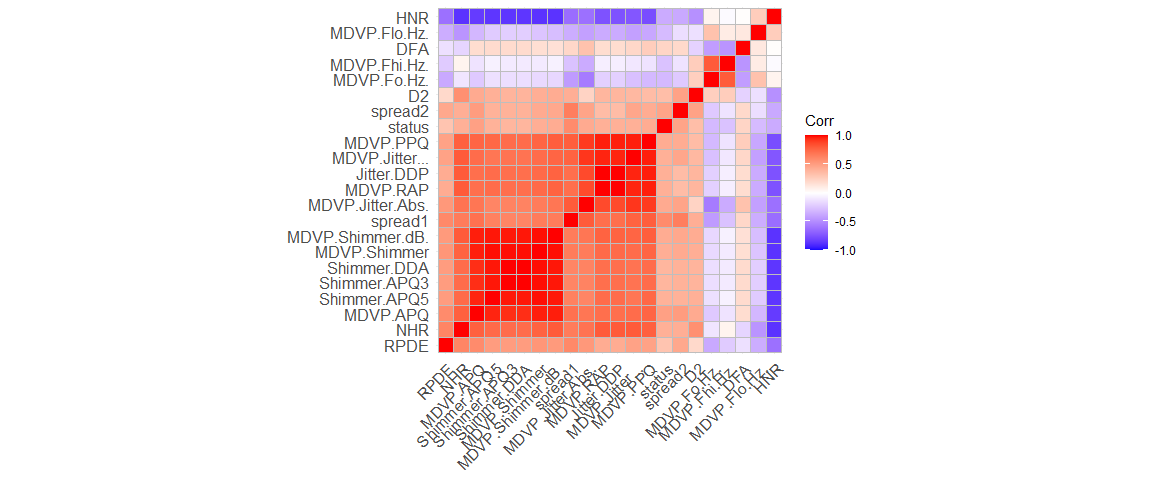 HNR
MDVP.Flo.Hz.
DFA
MDVP.Fhi.Hz.
MDVP.Fo.Hz.
D2
spread2
status
MDVP.PPQ
MDVP.Jitter...
Jitter.DDP
MDVP.RAP
MDVP.Jitter.Abs.
spread1
MDVP.Shimmer.dB.
MDVP.Shimmer
Shimmer.DDA
Shimmer.APQ3
Shimmer.APQ5
MDVP.APQ
NHR
RPDE
Corr
1.0
0.5
0.0
-0.5
-1.0
RPDE
NHR
MDVP.APQ
Shimmer.APQ5
Shimmer.APQ3
Shimmer.DDA
MDVP.Shimmer
MDVP.Shimmer.dB.
spread1
MDVP.Jitter.Abs.
MDVP.RAP
Jitter.DDP
MDVP.Jitter...
MDVP.PPQ
status
spread2
D2
MDVP.Fo.Hz.
MDVP.Fhi.Hz.
DFA
MDVP.Flo.Hz.
HNR